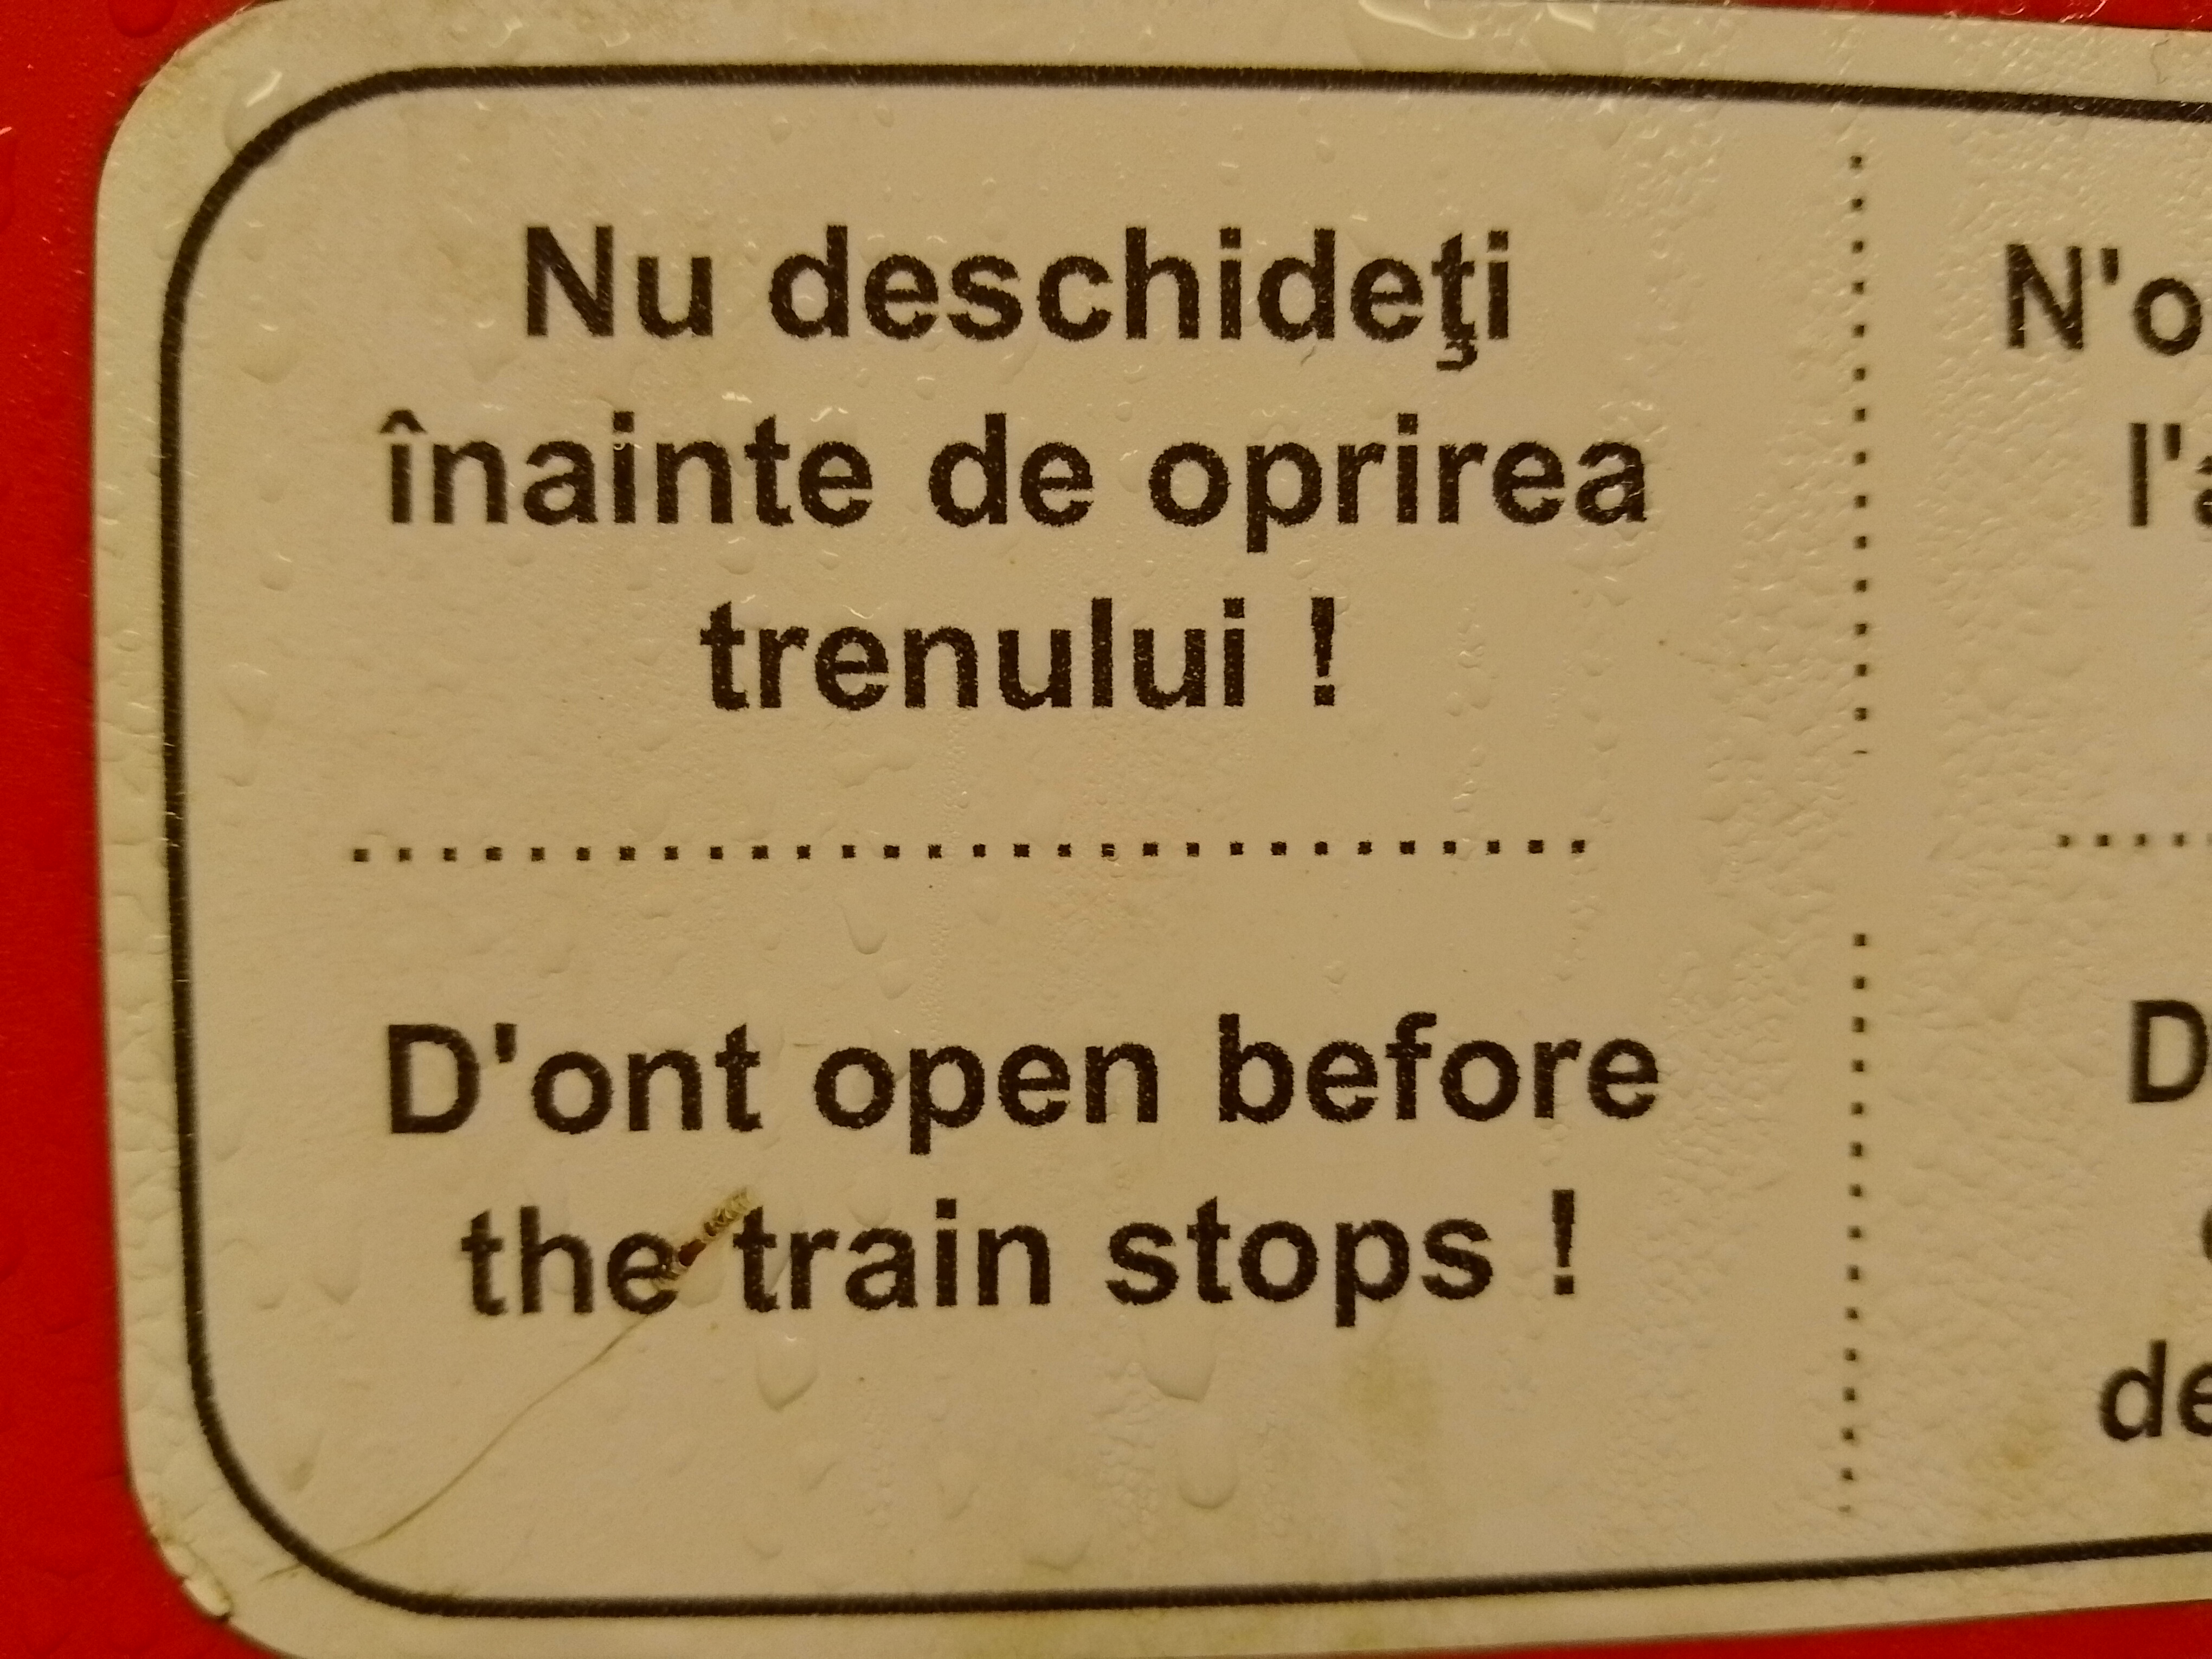 Nu deschideţi
înainte de oprirea
trenului !
D'ont open before
the train stops !